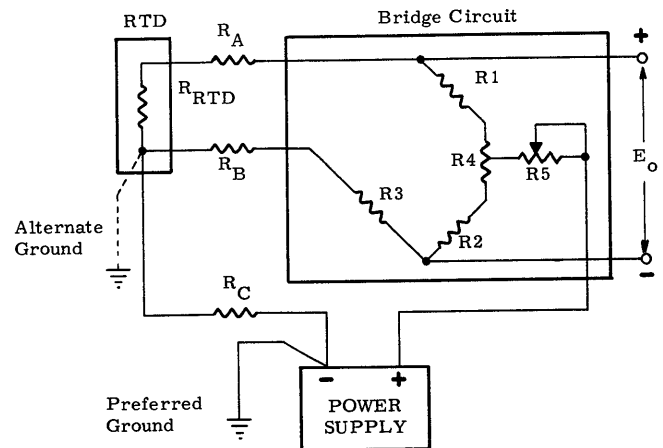 RTD
Bridge Circuit
R_A
+
R1
R_RTD
R4
R5
E_o
R_B
R3
R2
Alternate
Ground
R_C
-
-
+
Preferred
Ground
POWER
SUPPLY